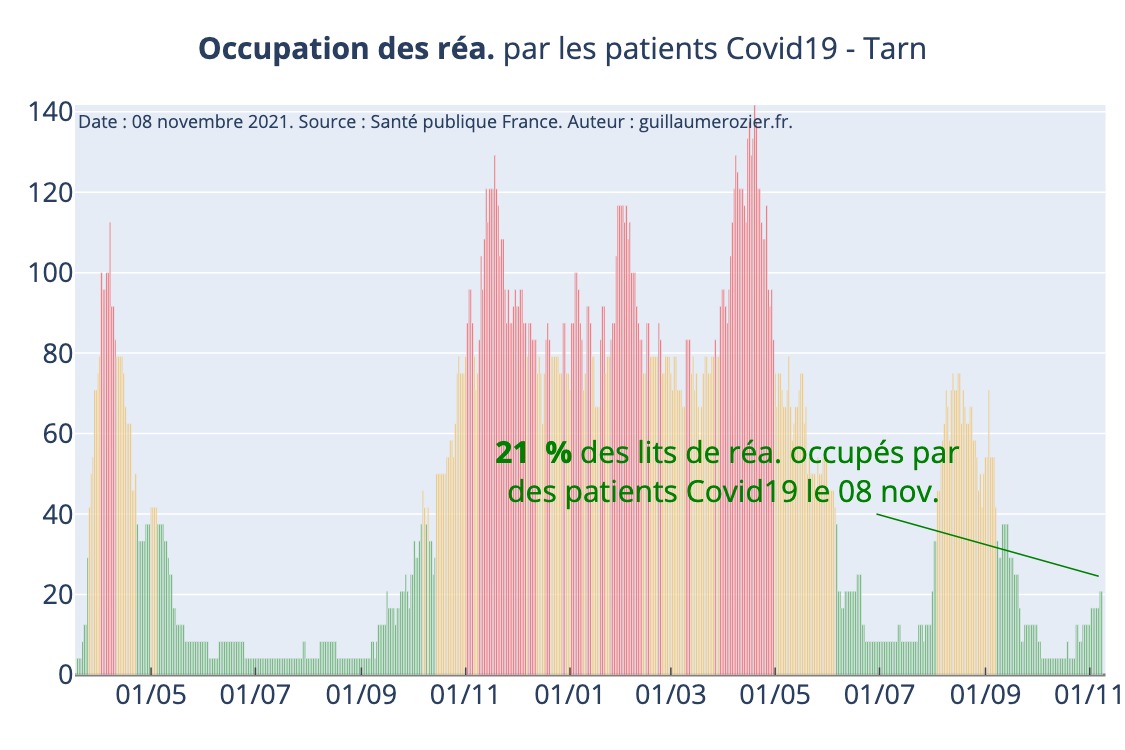 Occupation des réa. par les patients Covid19 - Tarn
140
Date : 08 novembre 2021. Source : Santé publique France. Auteur : guillaumerozier.fr.
120
100
80
60
21 % des lits de réa. occupés par
des patients Covid19 le 08 nov.
40
20
0
01/05 01/07 01/09 01/11 01/01 01/03 01/05 01/07 01/09 01/11